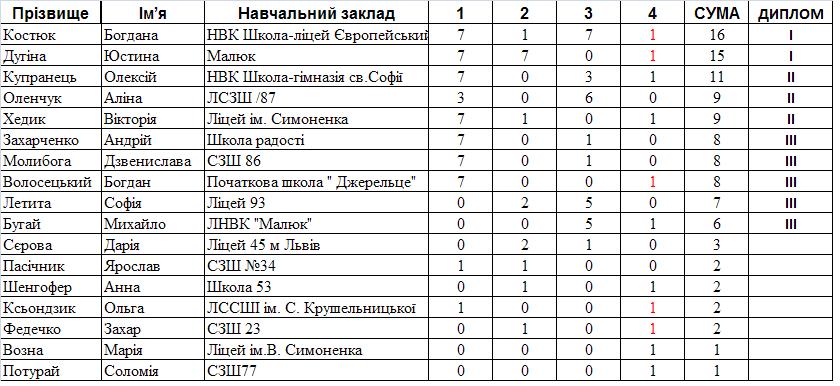 Прізвище Ім’я Навчальний заклад 1 2 3 4 СУМА ДИПЛОМ
Костюк Богдана НВК Школа-ліцей Європейський 7 1 7 1 16 I
Дугіна Юстина Малюк 7 7 0 1 15 I
Купранець Олексій НВК Школа-гімназія св.Софії 7 0 3 1 11 II
Оленчук Аліна ЛСЗШ /87 3 0 6 0 9 II
Хедик Вікторія Ліцей ім. Симоненка 7 1 0 1 9 II
Захарченко Андрій Школа радості 7 0 1 0 8 III
Молибога Дзвенислава СЗШ 86 7 0 1 0 8 III
Волосецький Богдан Початкова школа " Джерельце" 7 0 0 1 8 III
Летита Софія Ліцей 93 0 2 5 0 7 III
Бугай Михайло ЛНВК "Малюк" 0 0 5 1 6 III
Сєрова Дарія Ліцей 45 м Львів 0 2 1 0 3
Пасічник Ярослав СЗШ №34 1 1 0 0 2
Шенгофер Анна Школа 53 0 1 0 1 2
Ксьондзик Ольга ЛССШІ ім. С. Крушельницької 1 0 0 1 2
Федечко Захар СЗШ 23 0 1 0 1 2
Возна Марія Ліцей ім.В. Симоненка 0 0 0 1 1
Потурай Соломія СЗШ77 0 0 0 1 1